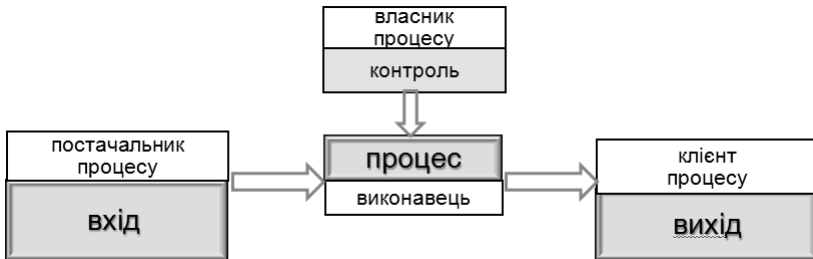 власник
процесу
контроль
постачальник
процесу
вхід
процес
виконавець
клієнт
процесу
вихід